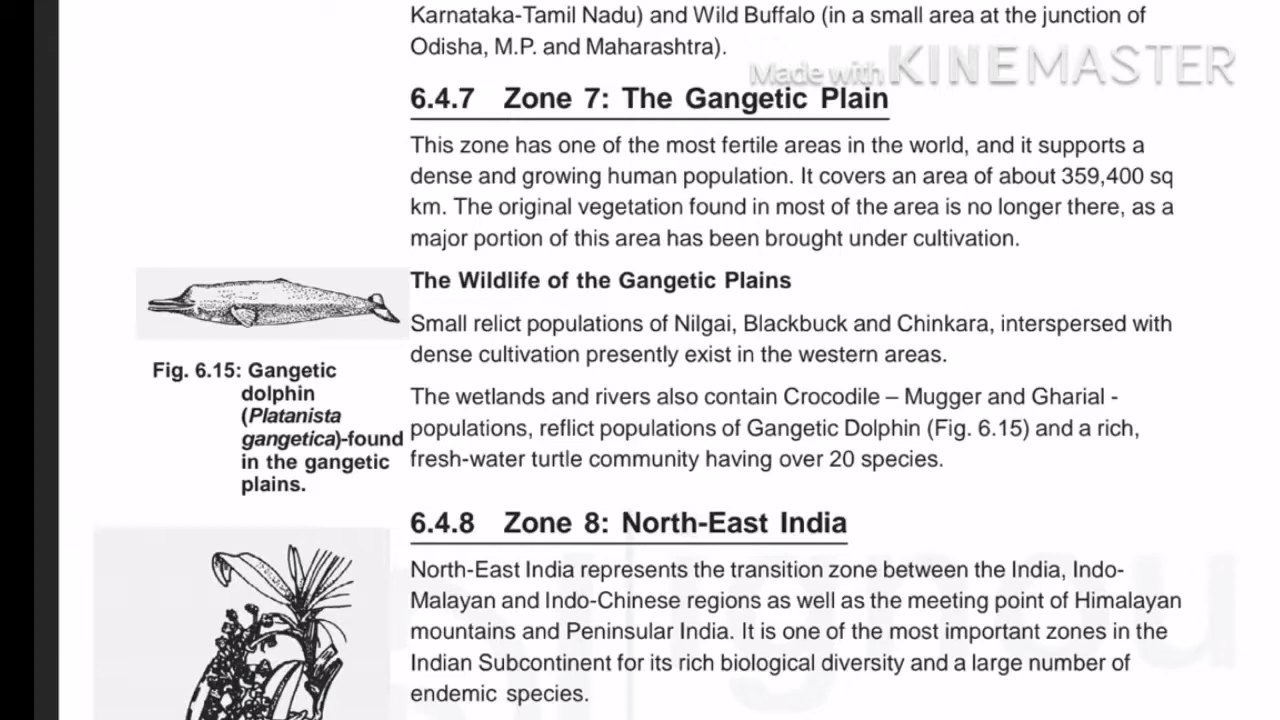 Karnataka-Tamil Nadu) and Wild Buffalo (in a small area at the junction of
Odisha, M.P. and Maharashtra).
Made with KINEMASTER
6.4.7 Zone 7: The Gangetic Plain
This zone has one of the most fertile areas in the world, and it supports a
dense and growing human population. It covers an area of about 359,400 sq
km. The original vegetation found in most of the area is no longer there, as a
major portion of this area has been brought under cultivation.
The Wildlife of the Gangetic Plains
Small relict populations of Nilgai, Blackbuck and Chinkara, interspersed with
dense cultivation presently exist in the western areas.
The wetlands and rivers also contain Crocodile – Mugger and Gharial -
populations, reflict populations of Gangetic Dolphin (Fig. 6.15) and a rich,
fresh-water turtle community having over 20 species.
Fig. 6.15: Gangetic
dolphin
(Platanista
gangetica)-found
in the gangetic
plains.
6.4.8 Zone 8: North-East India
North-East India represents the transition zone between the India, Indo-
Malayan and Indo-Chinese regions as well as the meeting point of Himalayan
mountains and Peninsular India. It is one of the most important zones in the
Indian Subcontinent for its rich biological diversity and a large number of
endemic species.
ignou